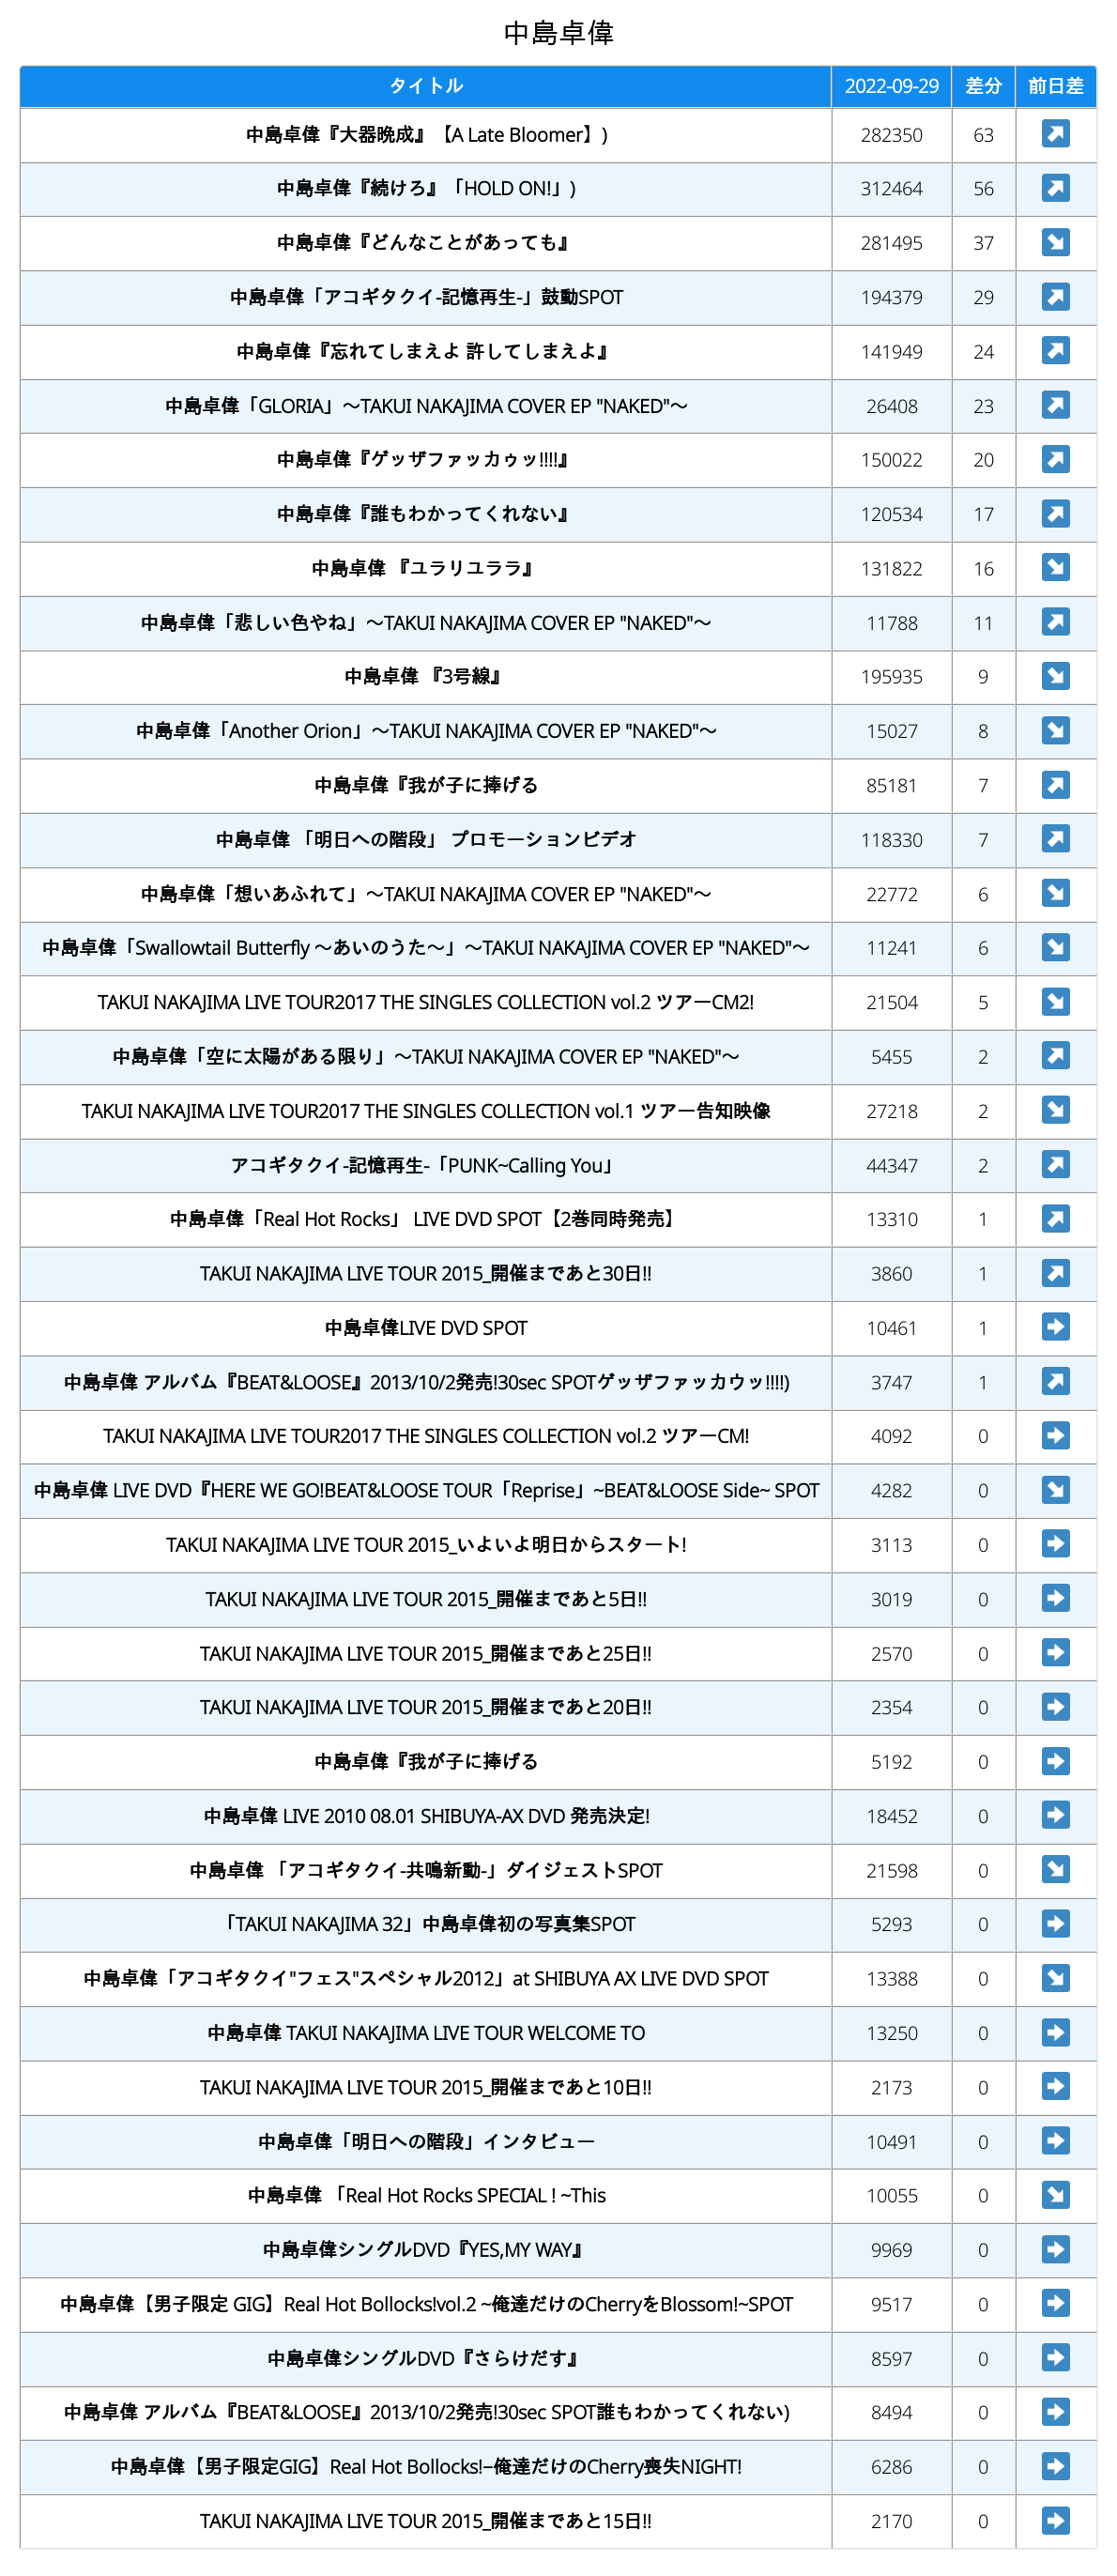 中島卓偉
タイトル 2022-09-29 差分 前日差
中島卓偉『大器晩成』【A Late Bloomer】) 282350 63
中島卓偉『続けろ』「HOLD ON!」) 312464 56
中島卓偉『どんなことがあっても』 281495 37
中島卓偉「アコギタクイ-記憶再生-」鼓動SPOT 194379 29
中島卓偉『忘れてしまえよ 許してしまえよ』 141949 24
中島卓偉「GLORIA」～TAKUI NAKAJIMA COVER EP "NAKED"～ 26408 23
中島卓偉『ゲッザファッカゥッ!!!!』 150022 20
中島卓偉『誰もわかってくれない』 120534 17
中島卓偉 『ユラリユララ』 131822 16
中島卓偉「悲しい色やね」～TAKUI NAKAJIMA COVER EP "NAKED"～ 11788 11
中島卓偉 『3号線』 195935 9
中島卓偉「Another Orion」～TAKUI NAKAJIMA COVER EP "NAKED"～ 15027 8
中島卓偉『我が子に捧げる 85181 7
中島卓偉 「明日への階段」 プロモーションビデオ 118330 7
中島卓偉「想いあふれて」～TAKUI NAKAJIMA COVER EP "NAKED"～ 22772 6
中島卓偉「Swallowtail Butterfly ～あいのうた～」～TAKUI NAKAJIMA COVER EP "NAKED"～ 11241 6
TAKUI NAKAJIMA LIVE TOUR2017 THE SINGLES COLLECTION vol.2 ツアーCM2! 21504 5
中島卓偉「空に太陽がある限り」～TAKUI NAKAJIMA COVER EP "NAKED"～ 5455 2
TAKUI NAKAJIMA LIVE TOUR2017 THE SINGLES COLLECTION vol.1 ツアー告知映像 27218 2
アコギタクイ-記憶再生-「PUNK~Calling You」 44347 2
中島卓偉「Real Hot Rocks」 LIVE DVD SPOT【2巻同時発売】 13310 1
TAKUI NAKAJIMA LIVE TOUR 2015_開催まであと30日!! 3860 1
中島卓偉LIVE DVD SPOT 10461 1
中島卓偉 アルバム『BEAT&LOOSE』2013/10/2発売!30sec SPOTゲッザファッカウッ!!!!) 3747 1
TAKUI NAKAJIMA LIVE TOUR2017 THE SINGLES COLLECTION vol.2 ツアーCM! 4092 0
中島卓偉 LIVE DVD『HERE WE GO!BEAT&LOOSE TOUR「Reprise」~BEAT&LOOSE Side~ SPOT 4282 0
TAKUI NAKAJIMA LIVE TOUR 2015_いよいよ明日からスタート! 3113 0
TAKUI NAKAJIMA LIVE TOUR 2015_開催まであと5日!! 3019 0
TAKUI NAKAJIMA LIVE TOUR 2015_開催まであと25日!! 2570 0
TAKUI NAKAJIMA LIVE TOUR 2015_開催まであと20日!! 2354 0
中島卓偉『我が子に捧げる 5192 0
中島卓偉 LIVE 2010 08.01 SHIBUYA-AX DVD 発売決定! 18452 0
中島卓偉 「アコギタクイ-共鳴新動-」ダイジェストSPOT 21598 0
「TAKUI NAKAJIMA 32」中島卓偉初の写真集SPOT 5293 0
中島卓偉「アコギタクイ"フェス"スペシャル2012」at SHIBUYA AX LIVE DVD SPOT 13388 0
中島卓偉 TAKUI NAKAJIMA LIVE TOUR WELCOME TO 13250 0
TAKUI NAKAJIMA LIVE TOUR 2015_開催まであと10日!! 2173 0
中島卓偉「明日への階段」インタビュー 10491 0
中島卓偉 「Real Hot Rocks SPECIAL ! ~This 10055 0
中島卓偉シングルDVD『YES,MY WAY』 9969 0
中島卓偉【男子限定 GIG】Real Hot Bollocks!vol.2 ~俺達だけのCherryをBlossom!~SPOT 9517 0
中島卓偉シングルDVD『さらけだす』 8597 0
中島卓偉 アルバム『BEAT&LOOSE』2013/10/2発売!30sec SPOT誰もわかってくれない) 8494 0
中島卓偉【男子限定GIG】Real Hot Bollocks!−俺達だけのCherry喪失NIGHT! 6286 0
TAKUI NAKAJIMA LIVE TOUR 2015_開催まであと15日!! 2170 0